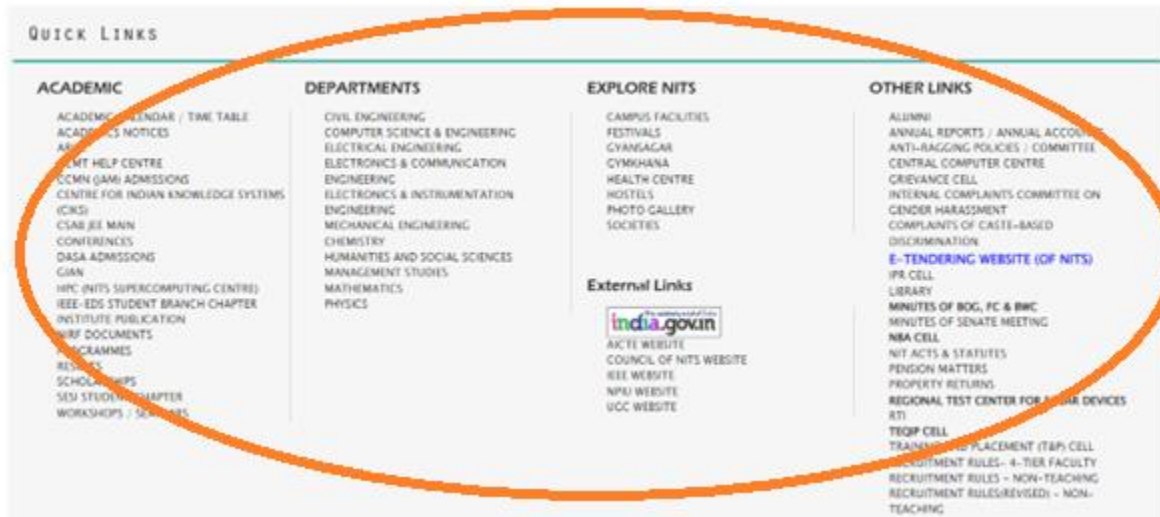 QUICK LINKS
ACADEMIC
ACADEMIC CALENDAR / TIME TABLE
ACADEMICS NOTICES
CCMT HELP CENTRE
CCMN (JAM) ADMISSIONS
CENTRE FOR INDIAN KNOWLEDGE SYSTEMS
(CIKS)
CSAB JEE MAIN
CONFERENCES
DASA ADMISSIONS
GIAN
HPC (NITS SUPERCOMPUTING CENTRE)
IEEE-EDS STUDENT BRANCH CHAPTER
INSTITUTE PUBLICATION
NIRF DOCUMENTS
PROGRAMMES
RESULTS
SCHOLARSHIPS
SESI STUDENT CHAPTER
WORKSHOPS / SEMINARS
DEPARTMENTS
CIVIL ENGINEERING
COMPUTER SCIENCE & ENGINEERING
ELECTRICAL ENGINEERING
ELECTRONICS & COMMUNICATION
ENGINEERING
ELECTRONICS & INSTRUMENTATION
ENGINEERING
MECHANICAL ENGINEERING
CHEMISTRY
HUMANITIES AND SOCIAL SCIENCES
MANAGEMENT STUDIES
MATHEMATICS
PHYSICS
EXPLORE NITS
CAMPUS FACILITIES
FESTIVALS
GYANSAGAR
GYMKHANA
HEALTH CENTRE
HOSTELS
PHOTO GALLERY
SOCIETIES
External Links
india.gov.in
AICTE WEBSITE
COUNCIL OF NITS WEBSITE
IEEE WEBSITE
NPIU WEBSITE
UGC WEBSITE
OTHER LINKS
ALUMNI
ANNUAL REPORTS / ANNUAL ACCOUNTS
ANTI-RAGGING POLICIES / COMMITTEE
CENTRAL COMPUTER CENTRE
GRIEVANCE CELL
INTERNAL COMPLAINTS COMMITTEE ON
GENDER HARASSMENT
COMPLAINTS OF CASTE-BASED
DISCRIMINATION
E-TENDERING WEBSITE (OF NITS)
IPR CELL
LIBRARY
MINUTES OF BOG, FC & BWC
MINUTES OF SENATE MEETING
NBA CELL
NIT ACTS & STATUTES
PENSION MATTERS
PROPERTY RETURNS
REGIONAL TEST CENTER FOR SOLAR DEVICES
RTI
TEQIP CELL
TRAINING AND PLACEMENT (T&P) CELL
RECRUITMENT RULES- 4-TIER FACULTY
RECRUITMENT RULES - NON-TEACHING
RECRUITMENT RULES(REVISED) - NON-
TEACHING